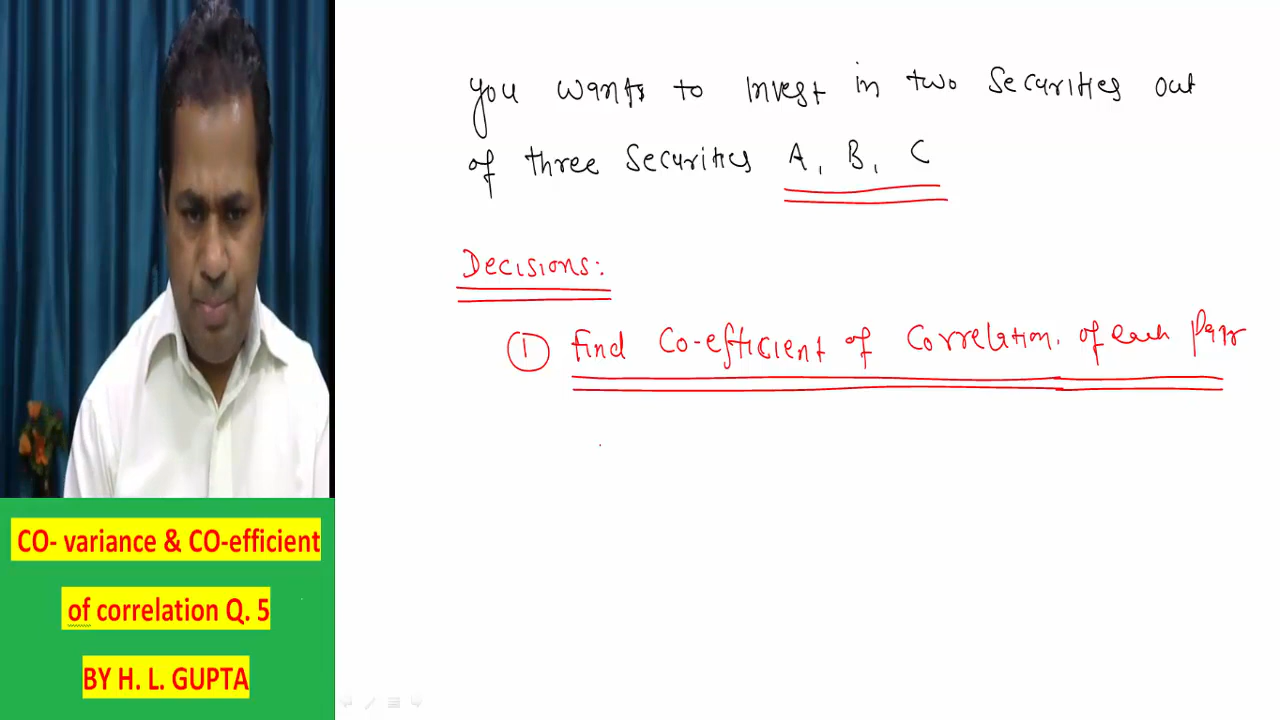 you wants to invest in two securities out
of three securities A, B, C
Decisions:
① Find Co-efficient of Correlation. of each Pair
CO- variance & CO-efficient
of correlation Q. 5
BY H. L. GUPTA